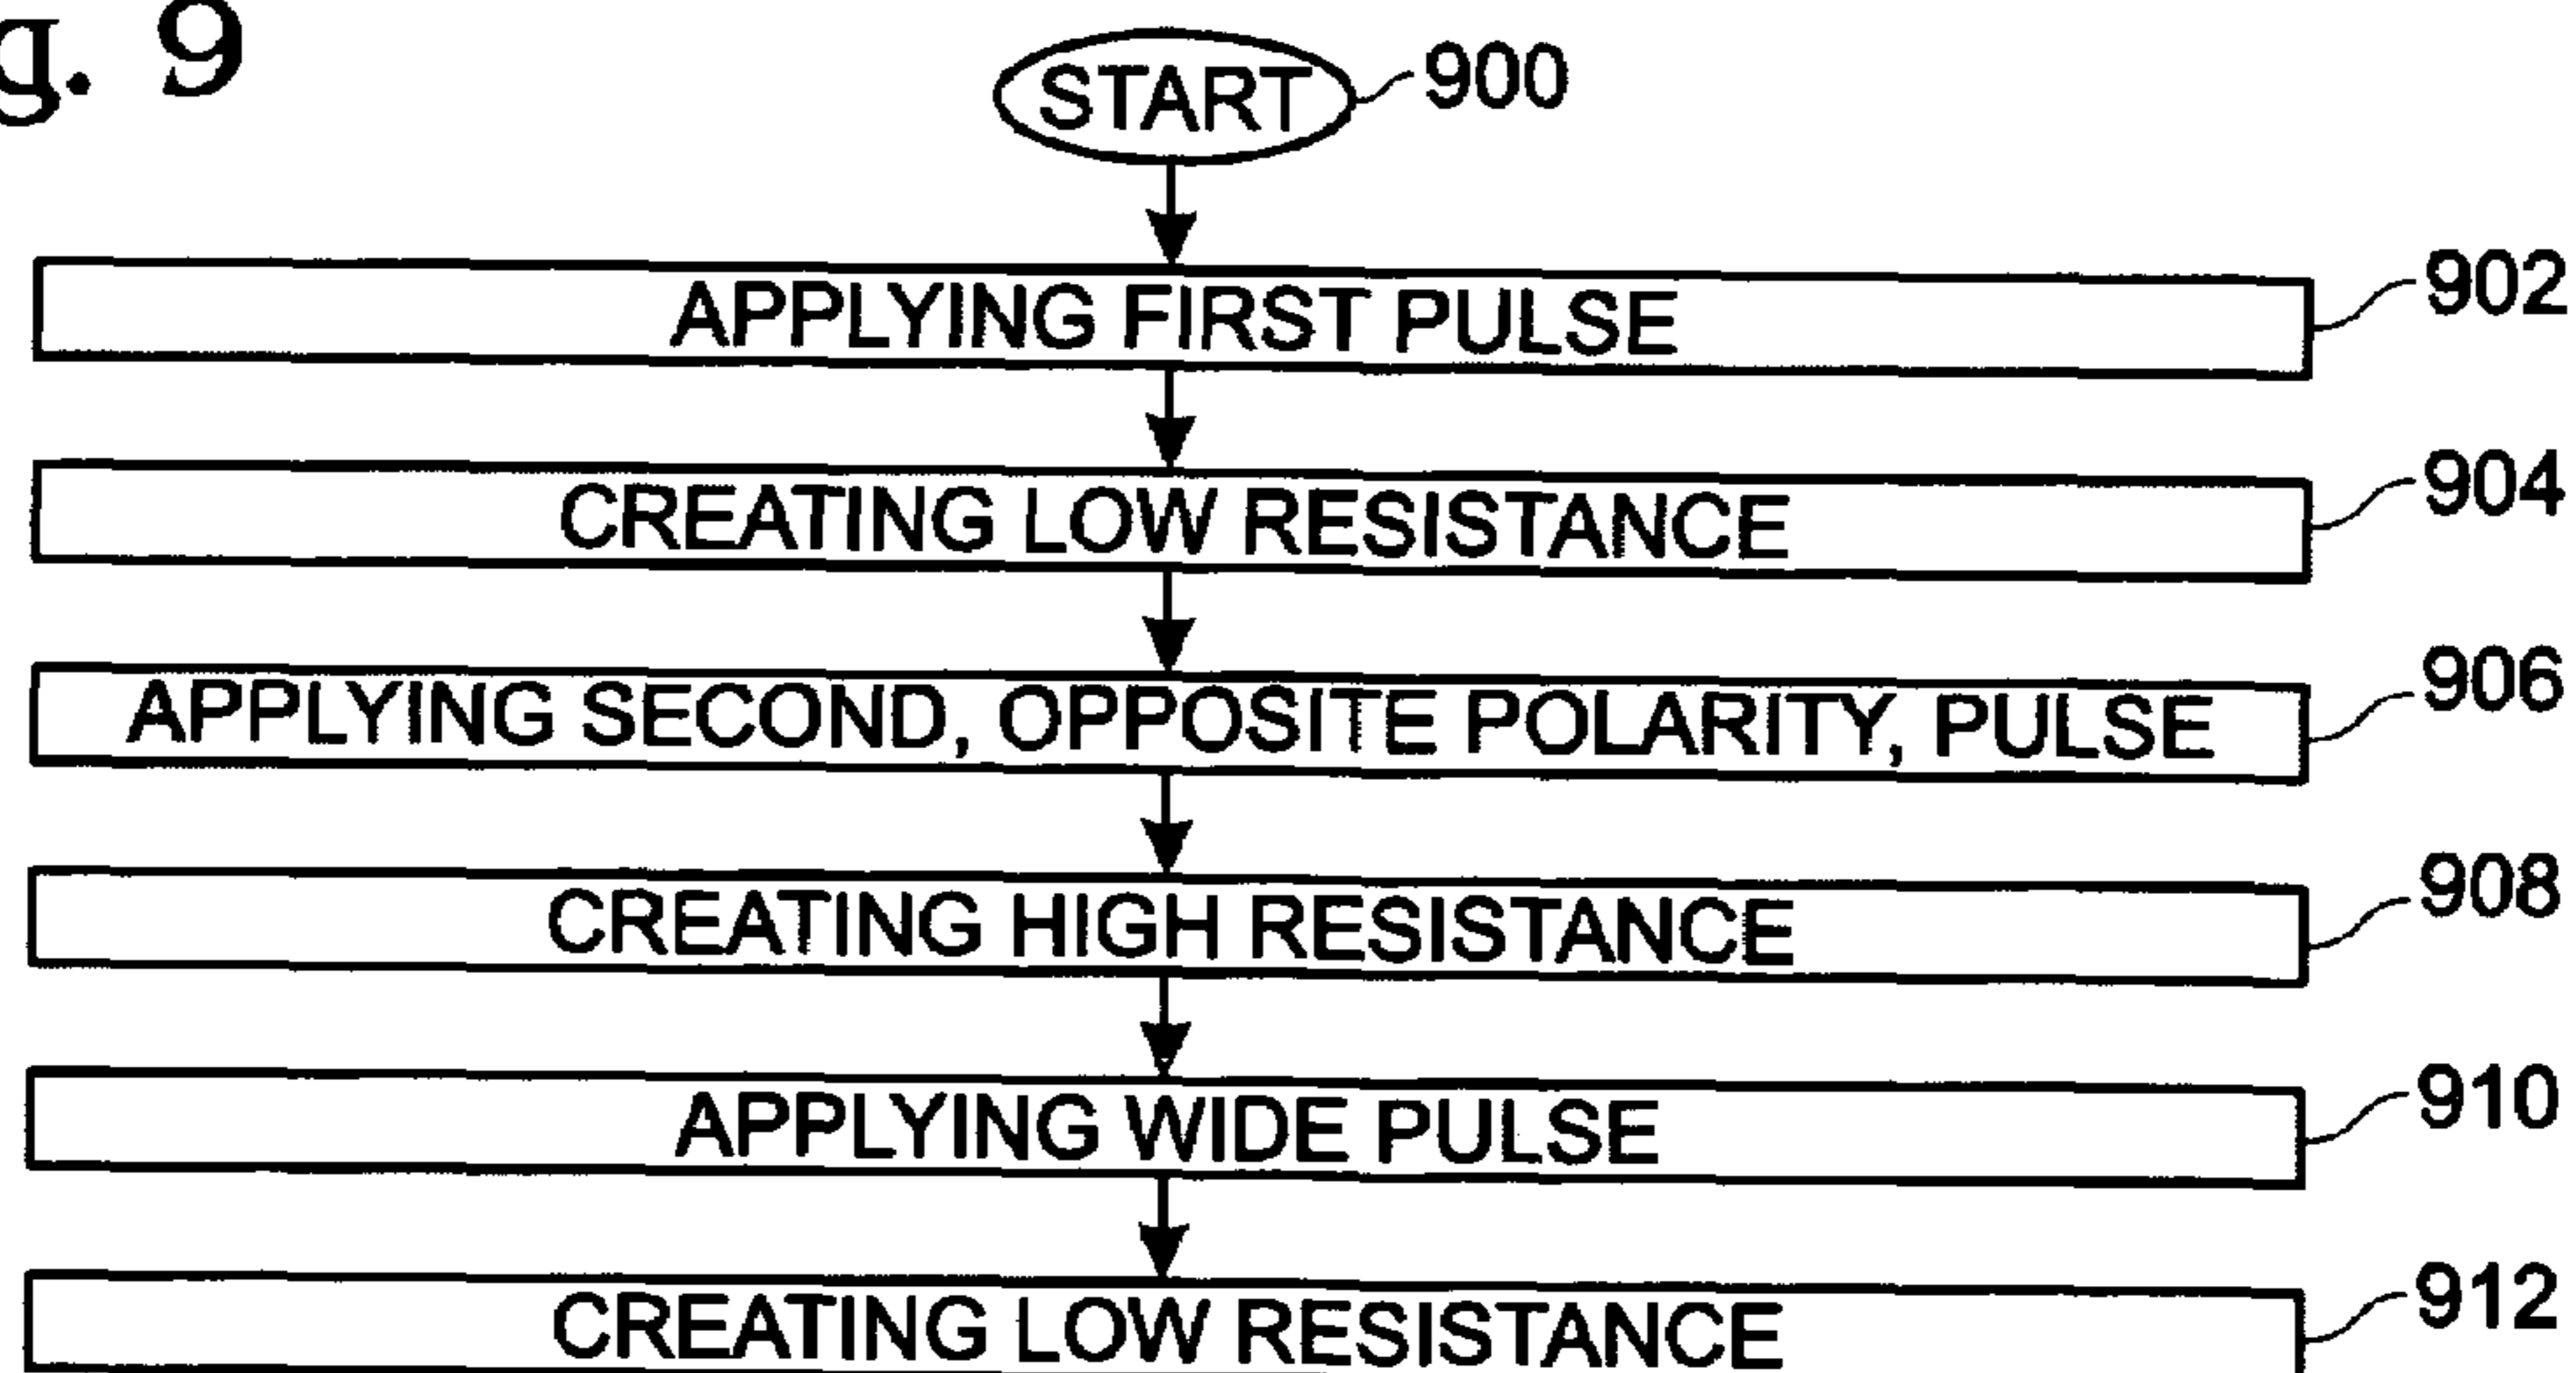 g. 9
START 900
APPLYING FIRST PULSE 902
CREATING LOW RESISTANCE 904
APPLYING SECOND, OPPOSITE POLARITY, PULSE 906
CREATING HIGH RESISTANCE 908
APPLYING WIDE PULSE 910
CREATING LOW RESISTANCE 912